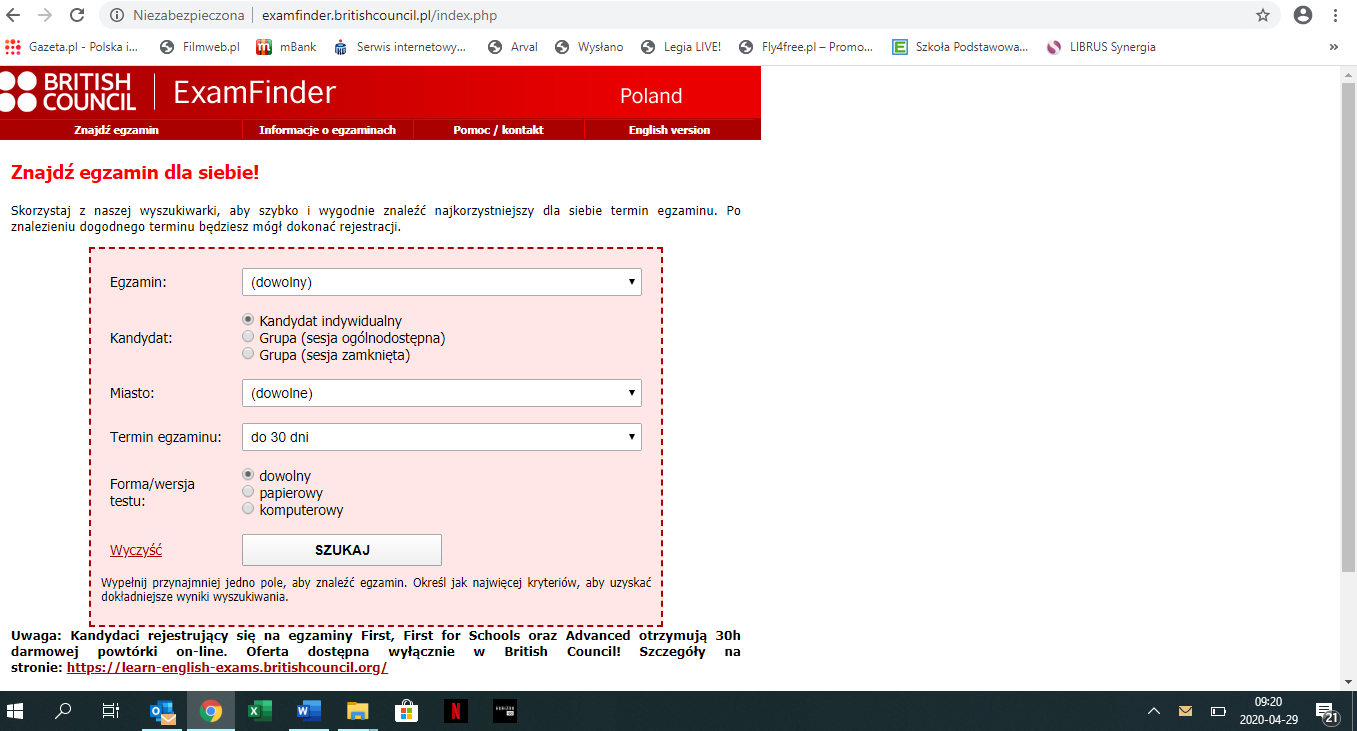 Niezabezpieczona | examfinder.britishcouncil.pl/index.php
Gazeta.pl - Polska i... Filmweb.pl mBank Serwis internetowy... Arval Wysłano Legia LIVE! Fly4free.pl – Promo... Szkoła Podstawowa... LIBRUS Synergia »
BRITISH COUNCIL ExamFinder Poland
Znajdź egzamin Informacje o egzaminach Pomoc / kontakt English version
Znajdź egzamin dla siebie!
Skorzystaj z naszej wyszukiwarki, aby szybko i wygodnie znaleźć najkorzystniejszy dla siebie termin egzaminu. Po
znalezieniu dogodnego terminu będziesz mógł dokonać rejestracji.
Egzamin: (dowolny)
Kandydat: Kandydat indywidualny
Grupa (sesja ogólnodostępna)
Grupa (sesja zamknięta)
Miasto: (dowolne)
Termin egzaminu: do 30 dni
Forma/wersja testu: dowolny
papierowy
komputerowy
Wyczyść SZUKAJ
Wypełnij przynajmniej jedno pole, aby znaleźć egzamin. Określ jak najwięcej kryteriów, aby uzyskać
dokładniejsze wyniki wyszukiwania.
Uwaga: Kandydaci rejestrujący się na egzaminy First, First for Schools oraz Advanced otrzymują 30h
darmowej powtórki on-line. Oferta dostępna wyłącznie w British Council! Szczegóły na
stronie: https://learn-english-exams.britishcouncil.org/
09:20
2020-04-29
21